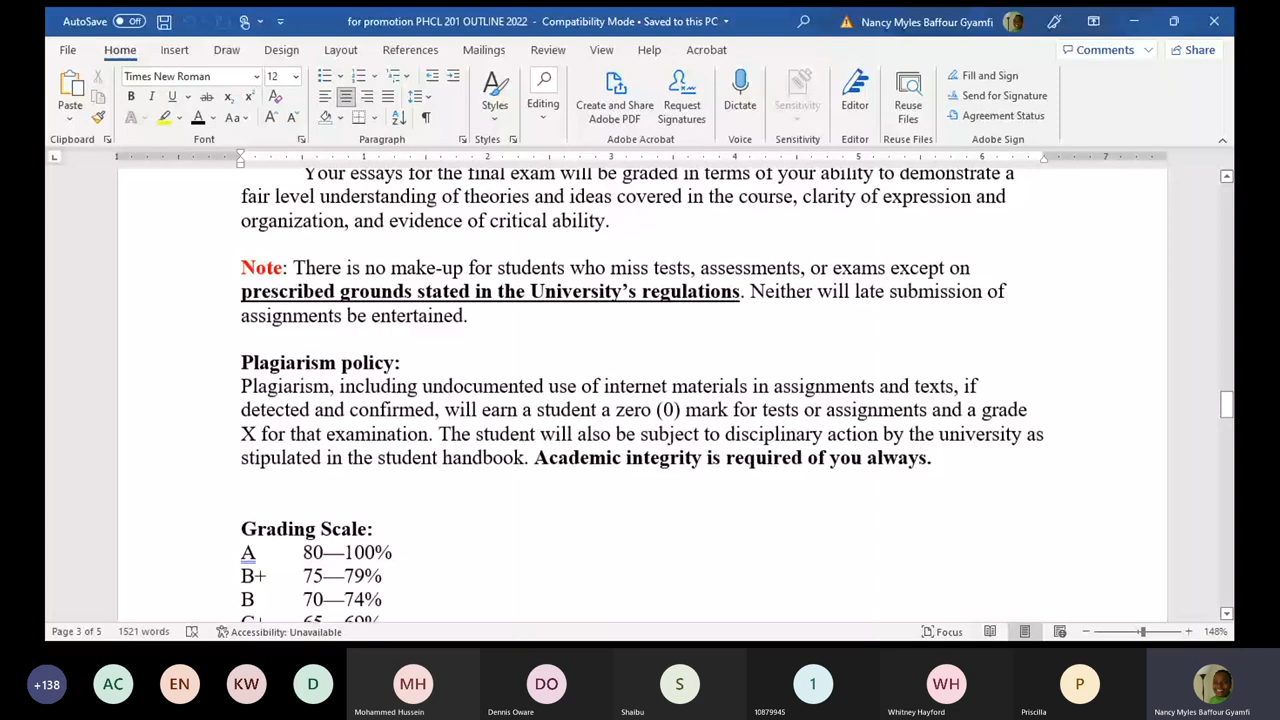 AutoSave Off for promotion PHCL 201 OUTLINE 2022 - Compatibility Mode • Saved to this PC Nancy Myles Baffour Gyamfi
File Home Insert Draw Design Layout References Mailings Review View Help Acrobat Comments Share
Times New Roman 12
Paste Styles Editing Create and Share Adobe PDF Request Signatures Dictate Sensitivity Editor Reuse Files Fill and Sign
Send for Signature
Agreement Status
Clipboard Font Paragraph Styles Adobe Acrobat Voice Sensitivity Editor Reuse Files Adobe Sign
1 1 2 3 4 5 6 7
Your essays for the final exam will be graded in terms of your ability to demonstrate a
fair level understanding of theories and ideas covered in the course, clarity of expression and
organization, and evidence of critical ability.
Note: There is no make-up for students who miss tests, assessments, or exams except on
prescribed grounds stated in the University's regulations. Neither will late submission of
assignments be entertained.
Plagiarism policy:
Plagiarism, including undocumented use of internet materials in assignments and texts, if
detected and confirmed, will earn a student a zero (0) mark for tests or assignments and a grade
X for that examination. The student will also be subject to disciplinary action by the university as
stipulated in the student handbook. Academic integrity is required of you always.
Grading Scale:
A 80—100%
B+ 75—79%
B 70—74%
C+ 65—69%
Page 3 of 5 1521 words Accessibility: Unavailable Focus 148%
+138 AC EN KW D MH DO S 1 WH P
Mohammed Hussein Dennis Oware Shaibu 10879945 Whitney Hayford Priscilla Nancy Myles Baffour Gyamfi